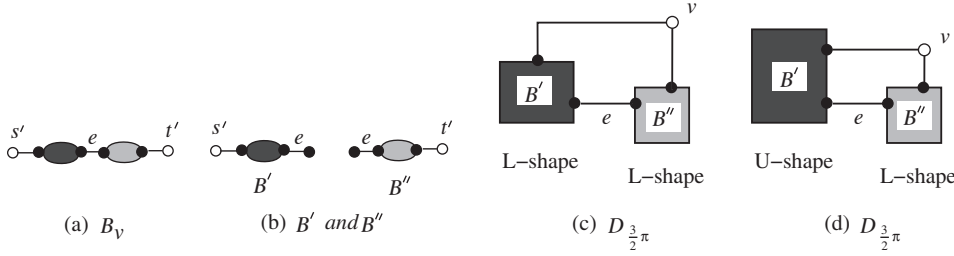 s′ e t′
(a) B_v
s′ e e t′
B′ B″
(b) B′ and B″
v
B′ e B″
L−shape
L−shape
(c) D_{3/2 π}
v
B′ e B″
U−shape
L−shape
(d) D_{3/2 π}